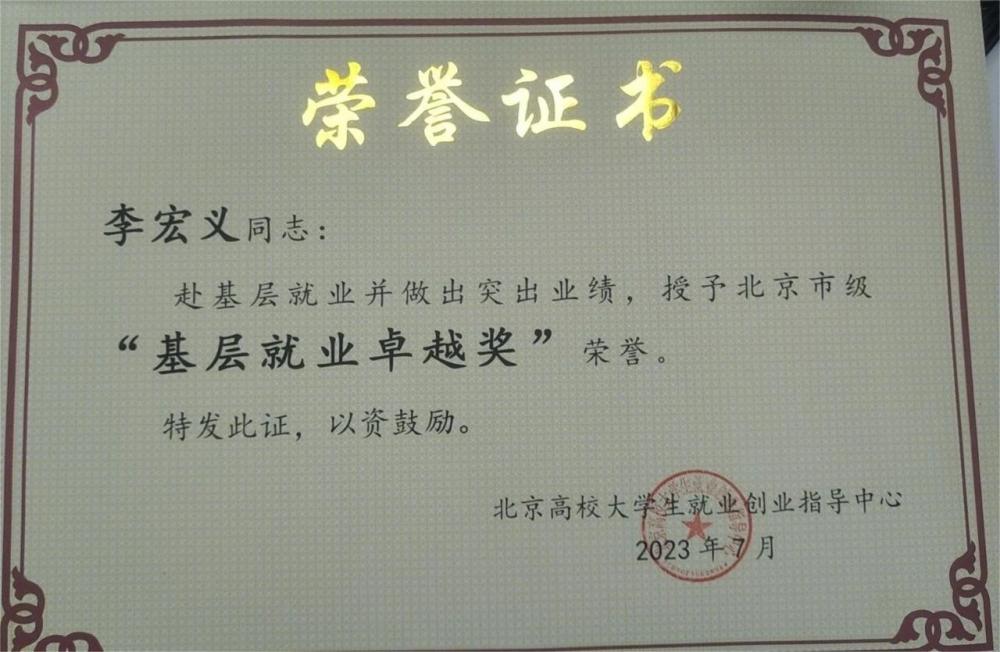 荣誉证书
李宏义同志：
赴基层就业并做出突出业绩，授予北京市级
“基层就业卓越奖”荣誉。
特发此证，以资鼓励。
北京高校大学生就业创业指导中心
2023年7月